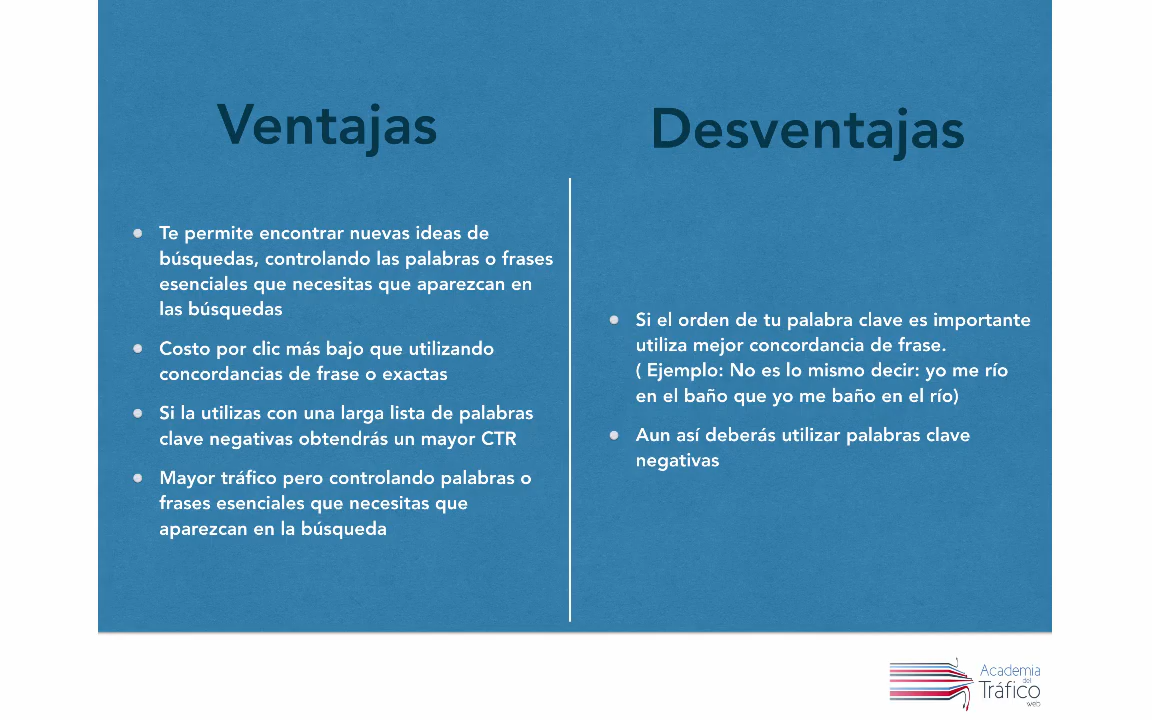 Ventajas
Te permite encontrar nuevas ideas de
búsquedas, controlando las palabras o frases
esenciales que necesitas que aparezcan en
las búsquedas
Costo por clic más bajo que utilizando
concordancias de frase o exactas
Si la utilizas con una larga lista de palabras
clave negativas obtendrás un mayor CTR
Mayor tráfico pero controlando palabras o
frases esenciales que necesitas que
aparezcan en la búsqueda
Desventajas
Si el orden de tu palabra clave es importante
utiliza mejor concordancia de frase.
( Ejemplo: No es lo mismo decir: yo me río
en el baño que yo me baño en el río)
Aun así deberás utilizar palabras clave
negativas
Academia
del
Tráfico
web